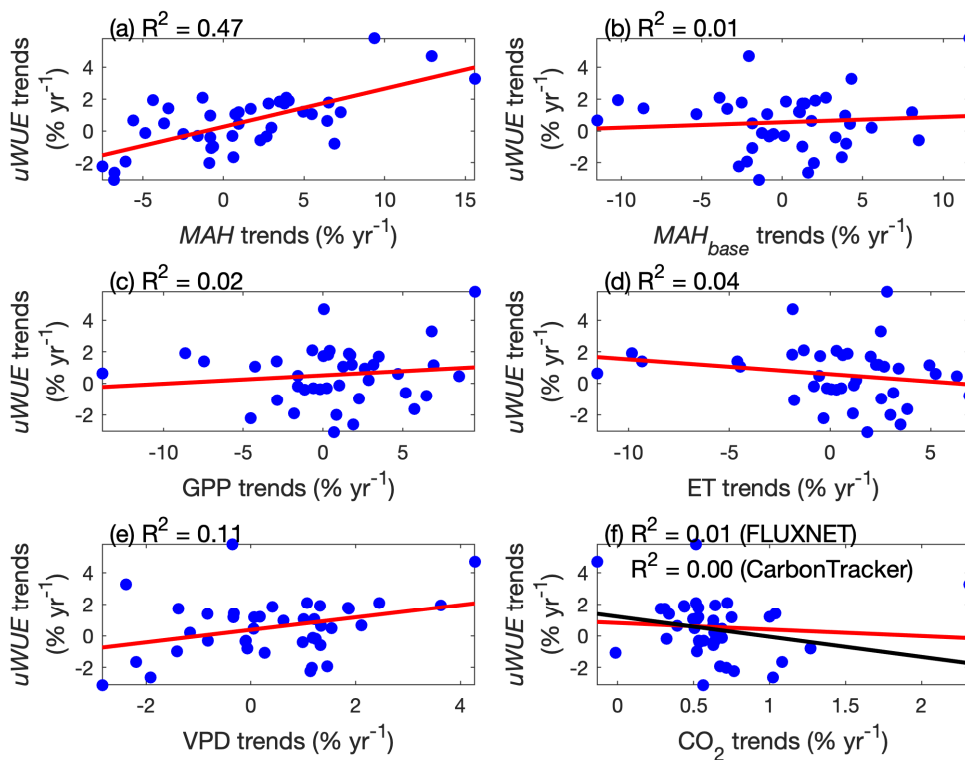 (a) R² = 0.47
uWUE trends
(% yr⁻¹)
4
2
0
-2
-5
0
5
10
15
MAH trends (% yr⁻¹)
(b) R² = 0.01
uWUE trends
(% yr⁻¹)
4
2
0
-2
-10
-5
0
5
10
MAH_base trends (% yr⁻¹)
(c) R² = 0.02
uWUE trends
(% yr⁻¹)
4
2
0
-2
-10
-5
0
5
GPP trends (% yr⁻¹)
(d) R² = 0.04
uWUE trends
(% yr⁻¹)
4
2
0
-2
-10
-5
0
5
ET trends (% yr⁻¹)
(e) R² = 0.11
uWUE trends
(% yr⁻¹)
4
2
0
-2
-2
0
2
4
VPD trends (% yr⁻¹)
(f) R² = 0.01 (FLUXNET)
R² = 0.00 (CarbonTracker)
uWUE trends
(% yr⁻¹)
4
2
0
-2
0
0.5
1
1.5
2
CO₂ trends (% yr⁻¹)